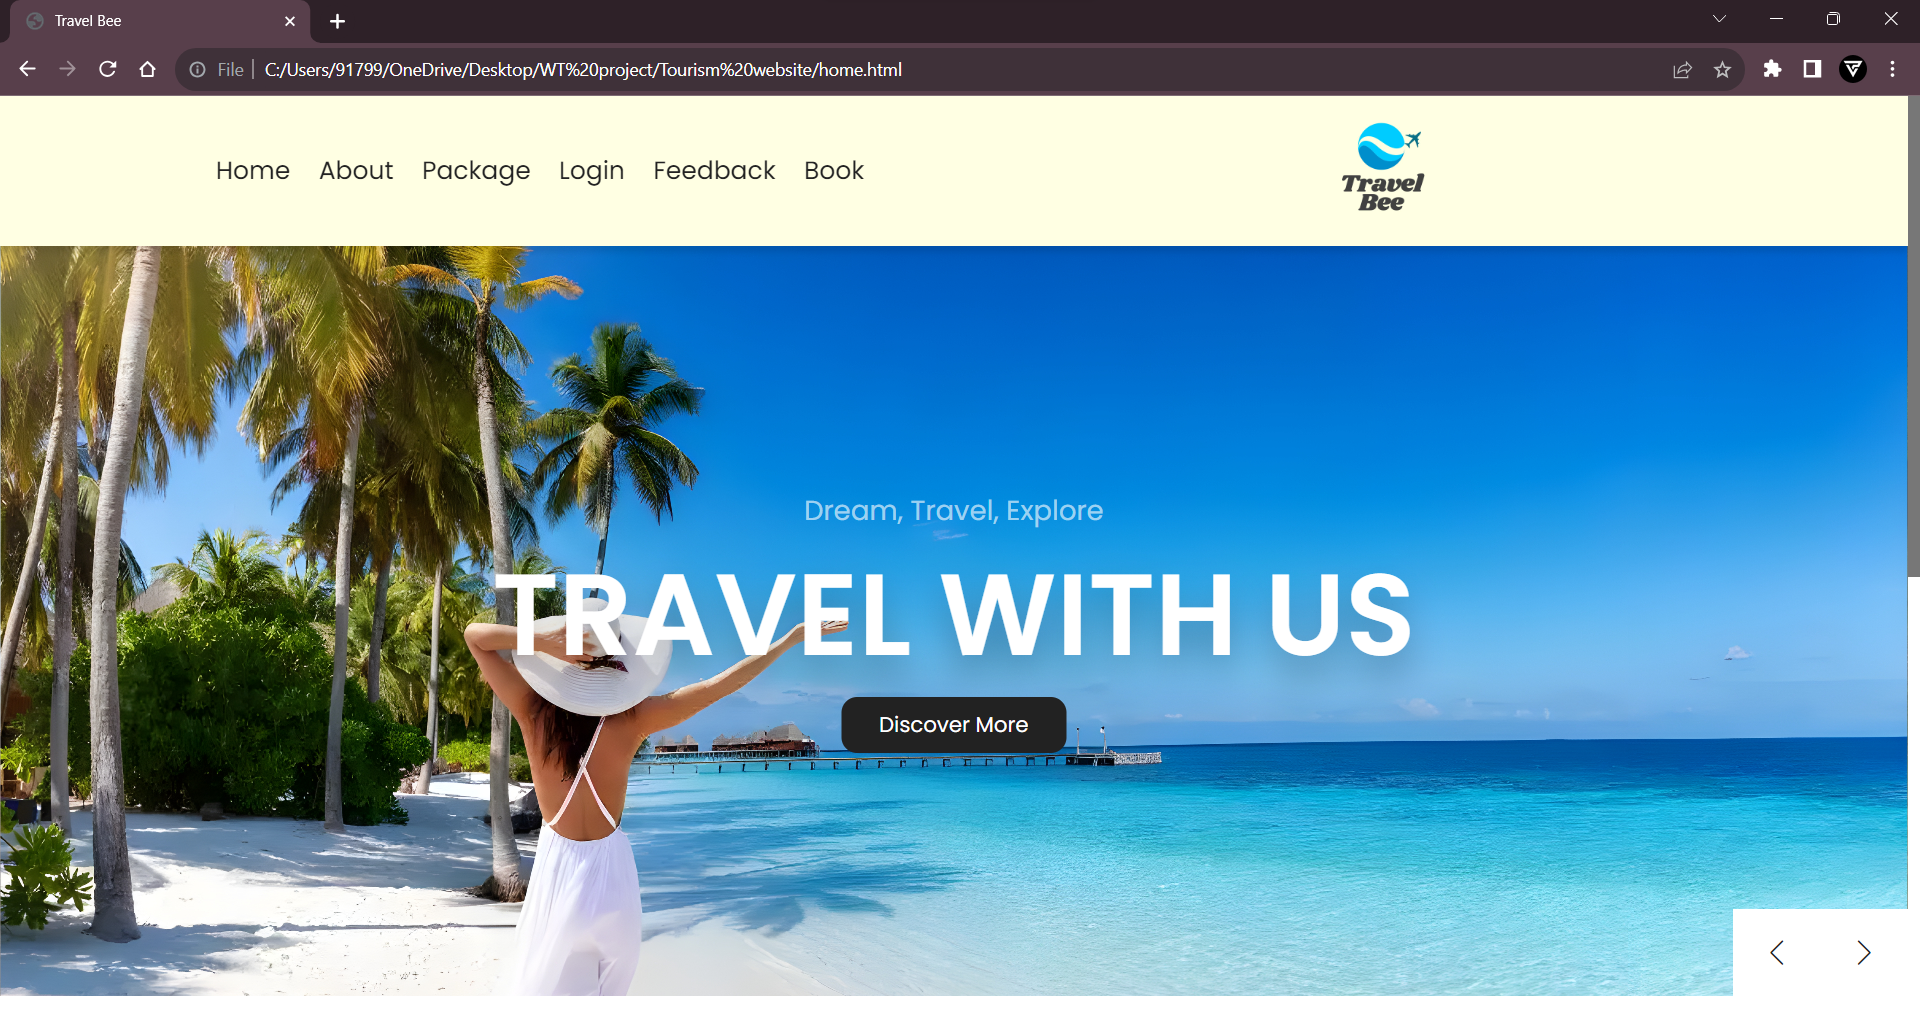 Travel Bee
File
C:/Users/91799/OneDrive/Desktop/WT%20project/Tourism%20website/home.html
Home About Package Login Feedback Book
Travel
Bee
Dream, Travel, Explore
TRAVEL WITH US
Discover More